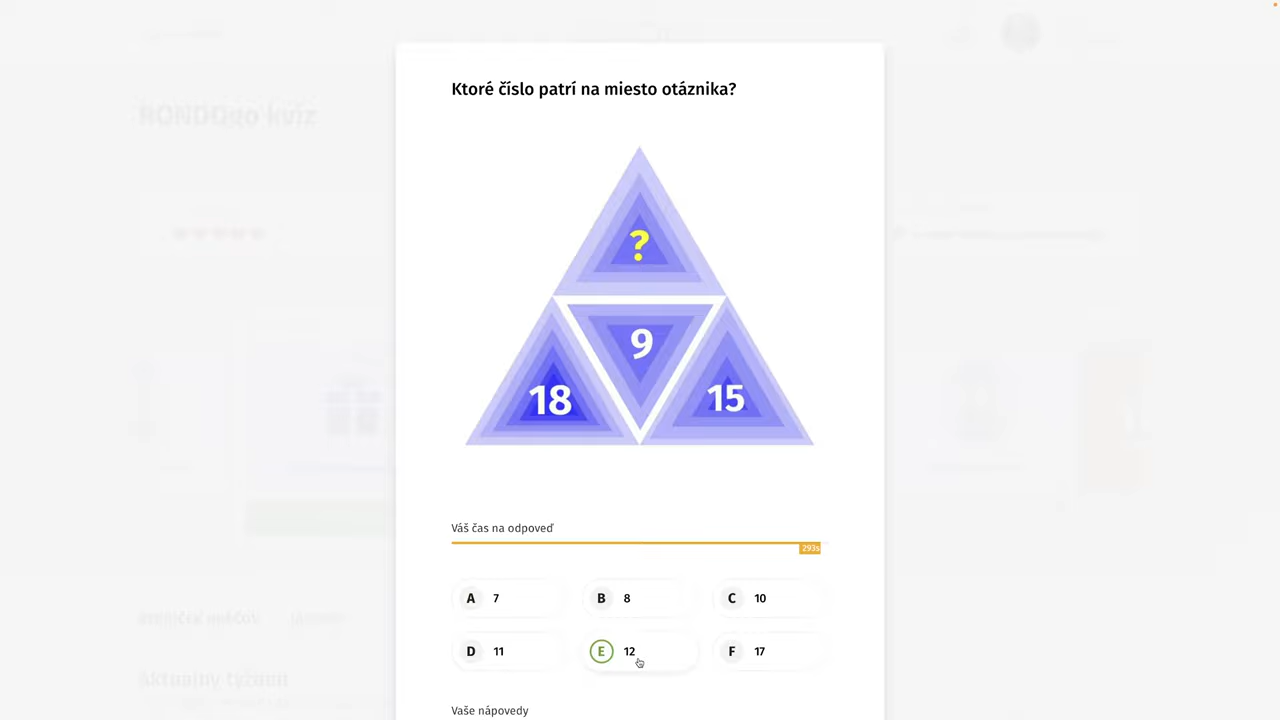 Ktoré číslo patrí na miesto otáznika?
?
9
18
15
Váš čas na odpoveď
293s
A 7
B 8
C 10
D 11
E 12
F 17
Vaše nápovedy